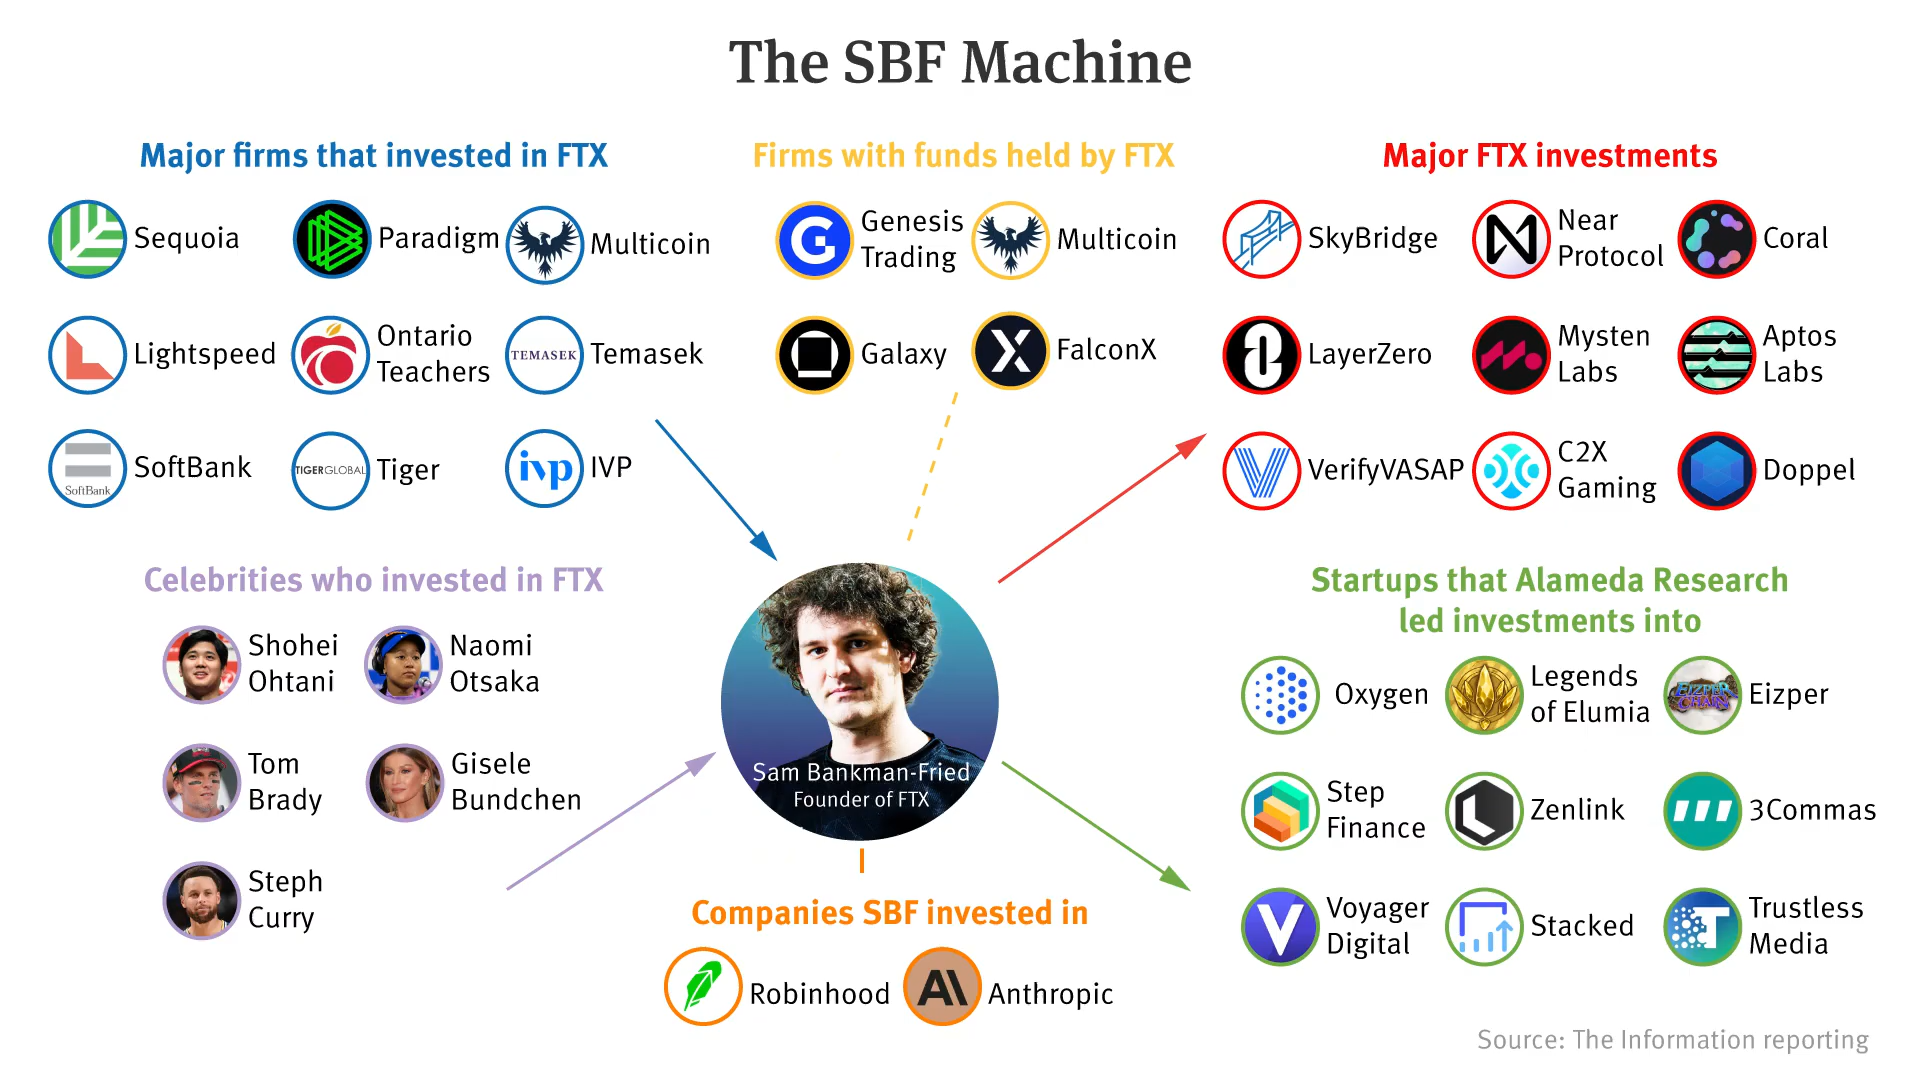 The SBF Machine
Major firms that invested in FTX
Sequoia
Paradigm
Multicoin
Lightspeed
Ontario
Teachers
TEMASEK
Temasek
SoftBank
SoftBank
TIGERGLOBAL
Tiger
ivp
IVP
Firms with funds held by FTX
G
Genesis
Trading
Multicoin
Galaxy
FalconX
Major FTX investments
SkyBridge
Near
Protocol
Coral
LayerZero
Mysten
Labs
Aptos
Labs
VerifyVASAP
C2X
Gaming
Doppel
Celebrities who invested in FTX
Shohei
Ohtani
Naomi
Otsaka
Tom
Brady
Gisele
Bundchen
Steph
Curry
Sam Bankman-Fried
Founder of FTX
Companies SBF invested in
Robinhood
AI
Anthropic
Startups that Alameda Research
led investments into
Oxygen
Legends
of Elumia
EIZPER
CHAIN
Eizper
Step
Finance
Zenlink
3Commas
V
Voyager
Digital
Stacked
T
Trustless
Media
Source: The Information reporting